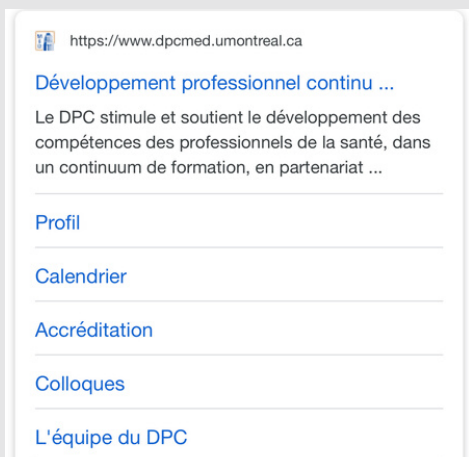 https://www.dpcmed.umontreal.ca
Développement professionnel continu ...
Le DPC stimule et soutient le développement des
compétences des professionnels de la santé, dans
un continuum de formation, en partenariat ...
Profil
Calendrier
Accréditation
Colloques
L'équipe du DPC